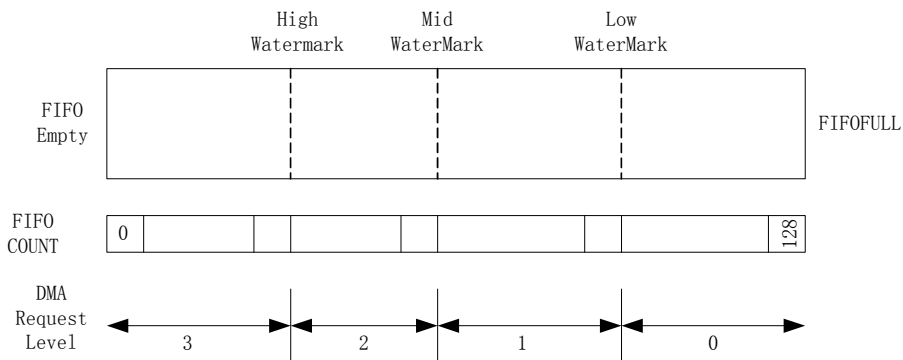 High
Watermark
Mid
WaterMark
Low
WaterMark
FIFO
Empty
FIFOFULL
FIFO
COUNT
0
128
DMA
Request
Level
3
2
1
0